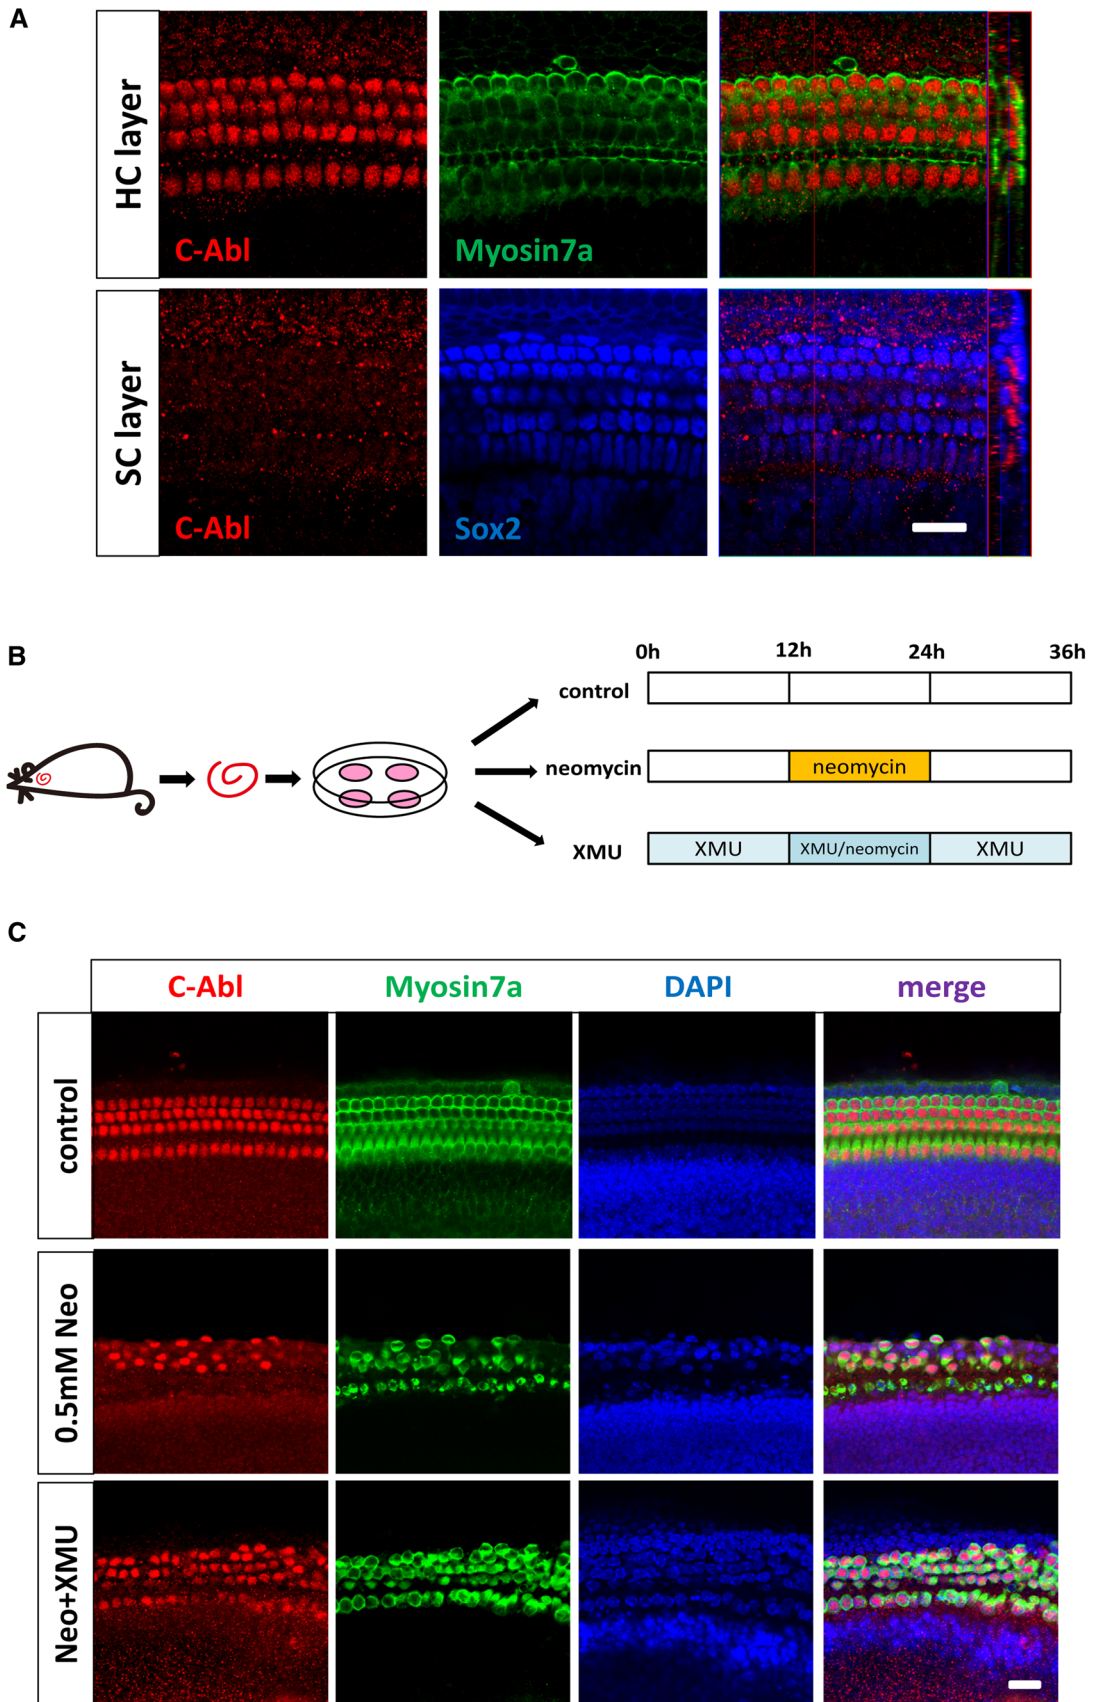 A
HC layer
C-Abl
Myosin7a
SC layer
C-Abl
Sox2
B
0h 12h 24h 36h
control
neomycin neomycin
XMU XMU XMU/neomycin XMU
C
C-Abl Myosin7a DAPI merge
control
0.5mM Neo
Neo+XMU